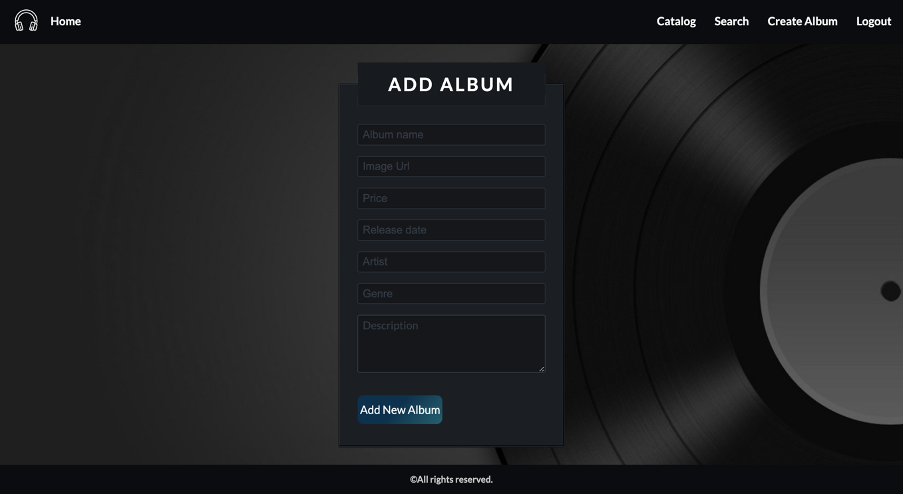 Home
Catalog
Search
Create Album
Logout
ADD ALBUM
Album name
Image Url
Price
Release date
Artist
Genre
Description
Add New Album
©All rights reserved.